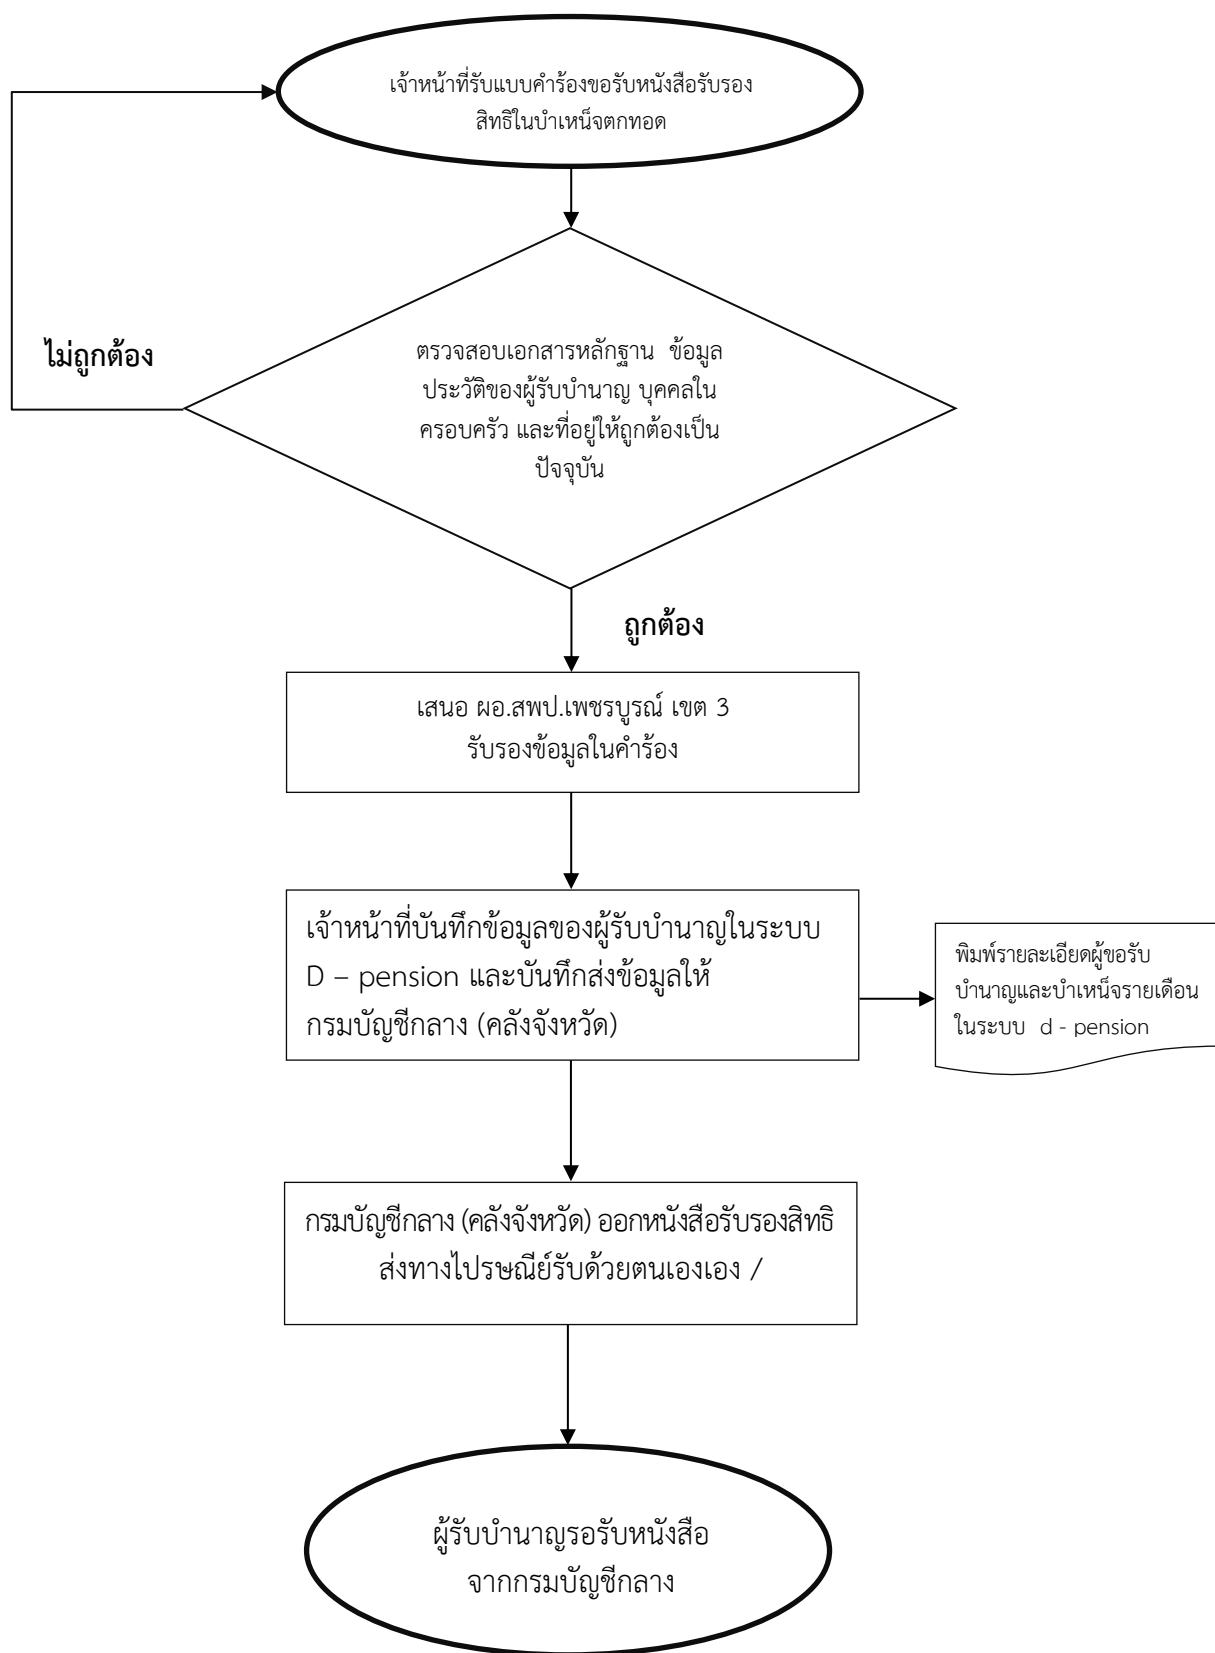 เจ้าหน้าที่รับแบบคำร้องขอรับหนังสือรับรอง
สิทธิในบำเหน็จตกทอด
ไม่ถูกต้อง
ตรวจสอบเอกสารหลักฐาน ข้อมูล
ประวัติของผู้รับบำนาญ บุคคลใน
ครอบครัว และที่อยู่ให้ถูกต้องเป็น
ปัจจุบัน
ถูกต้อง
เสนอ ผอ.สพป.เพชรบูรณ์ เขต 3
รับรองข้อมูลในคำร้อง
เจ้าหน้าที่บันทึกข้อมูลของผู้รับบำนาญในระบบ
D – pension และบันทึกส่งข้อมูลให้
กรมบัญชีกลาง (คลังจังหวัด)
พิมพ์รายละเอียดผู้ขอรับ
บำนาญและบำเหน็จรายเดือน
ในระบบ d - pension
กรมบัญชีกลาง (คลังจังหวัด) ออกหนังสือรับรองสิทธิ
ส่งทางไปรษณีย์รับด้วยตนเองเอง /
ผู้รับบำนาญรอรับหนังสือ
จากกรมบัญชีกลาง